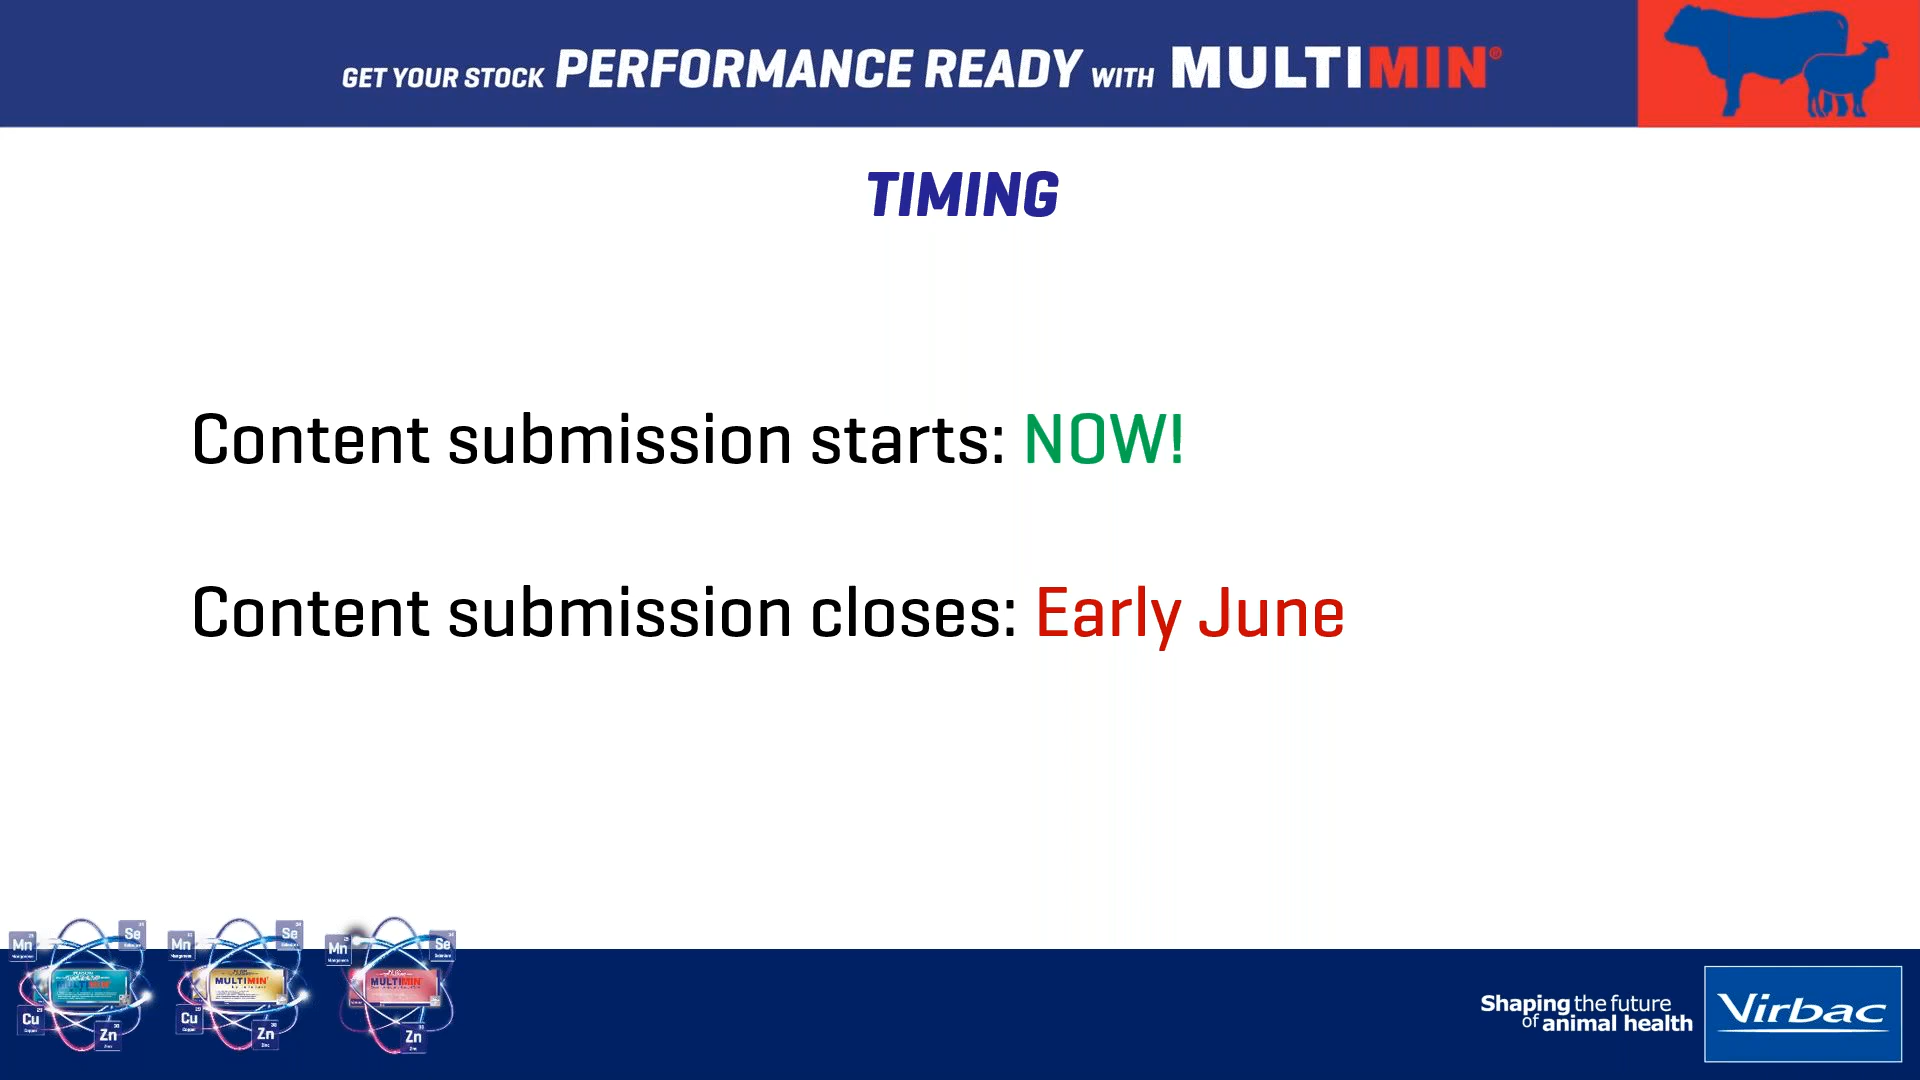 GET YOUR STOCK PERFORMANCE READY WITH MULTIMIN®
TIMING
Content submission starts: NOW!
Content submission closes: Early June
Mn
Se
MULTIMIN
Cu
Zn
Mn
Se
MULTIMIN
Cu
Zn
Mn
Se
MULTIMIN
Zn
Shaping the future
of animal health
Virbac